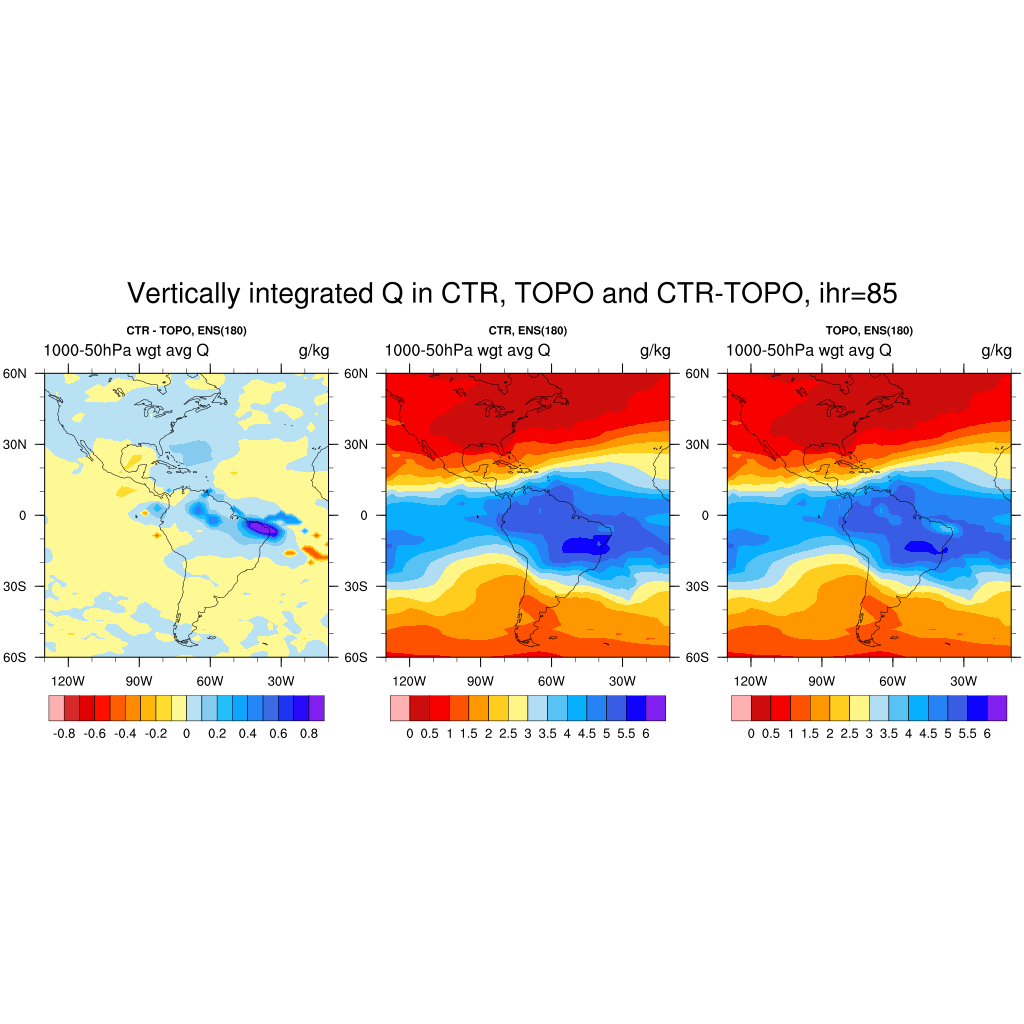 Vertically integrated Q in CTR, TOPO and CTR-TOPO, ihr=85
CTR - TOPO, ENS(180)
1000-50hPa wgt avg Q g/kg
60N
30N
0
30S
60S
120W 90W 60W 30W
-0.8 -0.6 -0.4 -0.2 0 0.2 0.4 0.6 0.8
CTR, ENS(180)
1000-50hPa wgt avg Q g/kg
60N
30N
0
30S
60S
120W 90W 60W 30W
0 0.5 1 1.5 2 2.5 3 3.5 4 4.5 5 5.5 6
TOPO, ENS(180)
1000-50hPa wgt avg Q g/kg
60N
30N
0
30S
60S
120W 90W 60W 30W
0 0.5 1 1.5 2 2.5 3 3.5 4 4.5 5 5.5 6